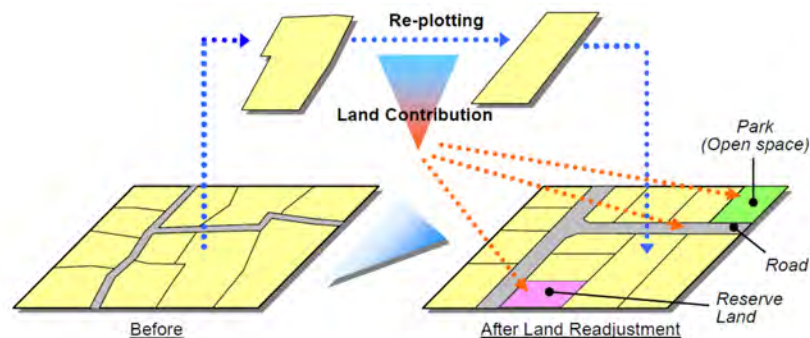 Re-plotting
Land Contribution
Park
(Open space)
Road
Reserve
Land
Before
After Land Readjustment